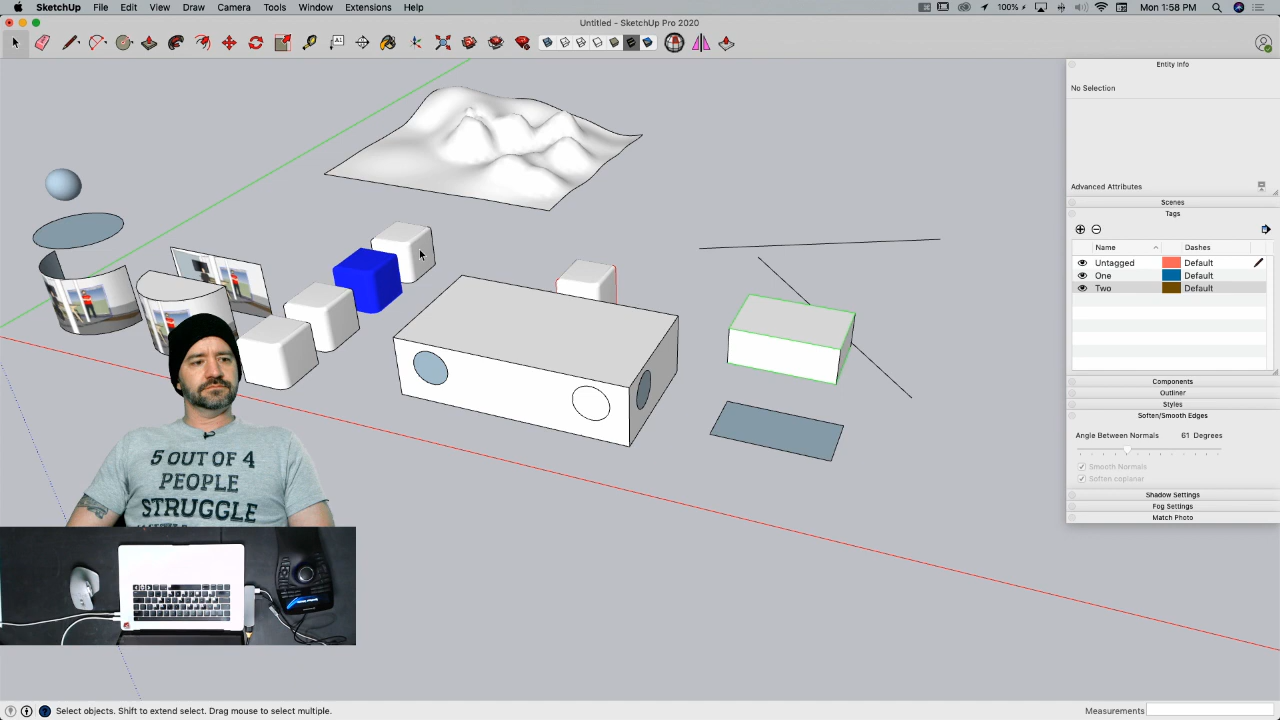 SketchUp File Edit View Draw Camera Tools Window Extensions Help 100% Mon 1:58 PM
Untitled - SketchUp Pro 2020
Entity Info
No Selection
Advanced Attributes
Scenes
Tags
Name Dashes
Untagged Default
One Default
Two Default
Components
Outliner
Styles
Soften/Smooth Edges
Angle Between Normals 61 Degrees
Smooth Normals
Soften coplanar
Shadow Settings
Fog Settings
Match Photo
5 OUT OF 4
PEOPLE
STRUGGLE
Select objects. Shift to extend select. Drag mouse to select multiple.
Measurements